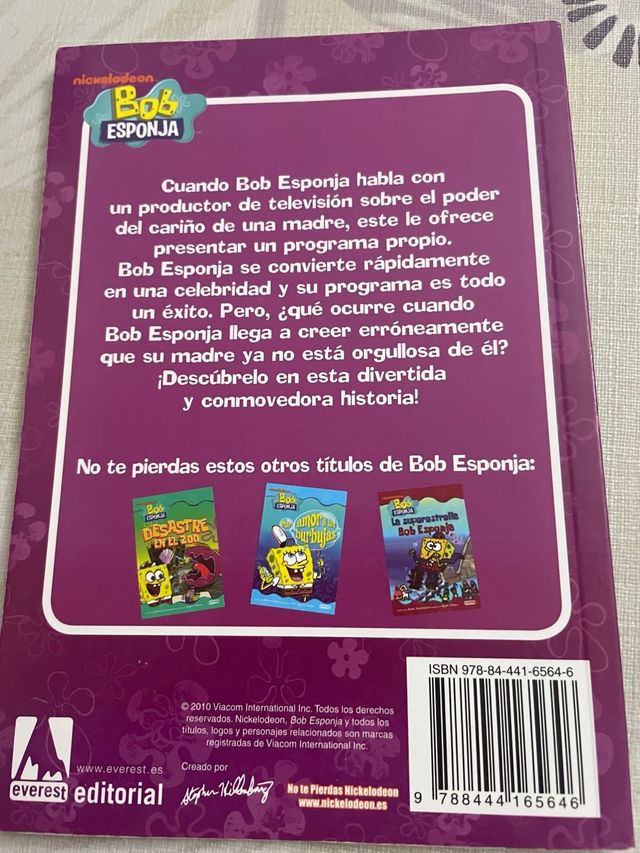 nickelodeon
Bob
ESPONJA
Cuando Bob Esponja habla con
un productor de televisión sobre el poder
del cariño de una madre, este le ofrece
presentar un programa propio.
Bob Esponja se convierte rápidamente
en una celebridad y su programa es todo
un éxito. Pero, ¿qué ocurre cuando
Bob Esponja llega a creer erróneamente
que su madre ya no está orgullosa de él?
¡Descúbrelo en esta divertida
y conmovedora historia!
No te pierdas estos otros títulos de Bob Esponja:
Bob
ESPONJA
DESASTRE
EN EL ZOO
Bob
ESPONJA
Por amor a las
burbujas
Bob
ESPONJA
La superestrella
Bob Esponja
ISBN 978-84-441-6564-6
© 2010 Viacom International Inc. Todos los derechos
reservados. Nickelodeon, Bob Esponja y todos los
títulos, logos y personajes relacionados son marcas
registradas de Viacom International Inc.
www.everest.es
everest editorial
Creado por
Stephen Hillenburg
No te Pierdas Nickelodeon
www.nickelodeon.es
9 788444 165646